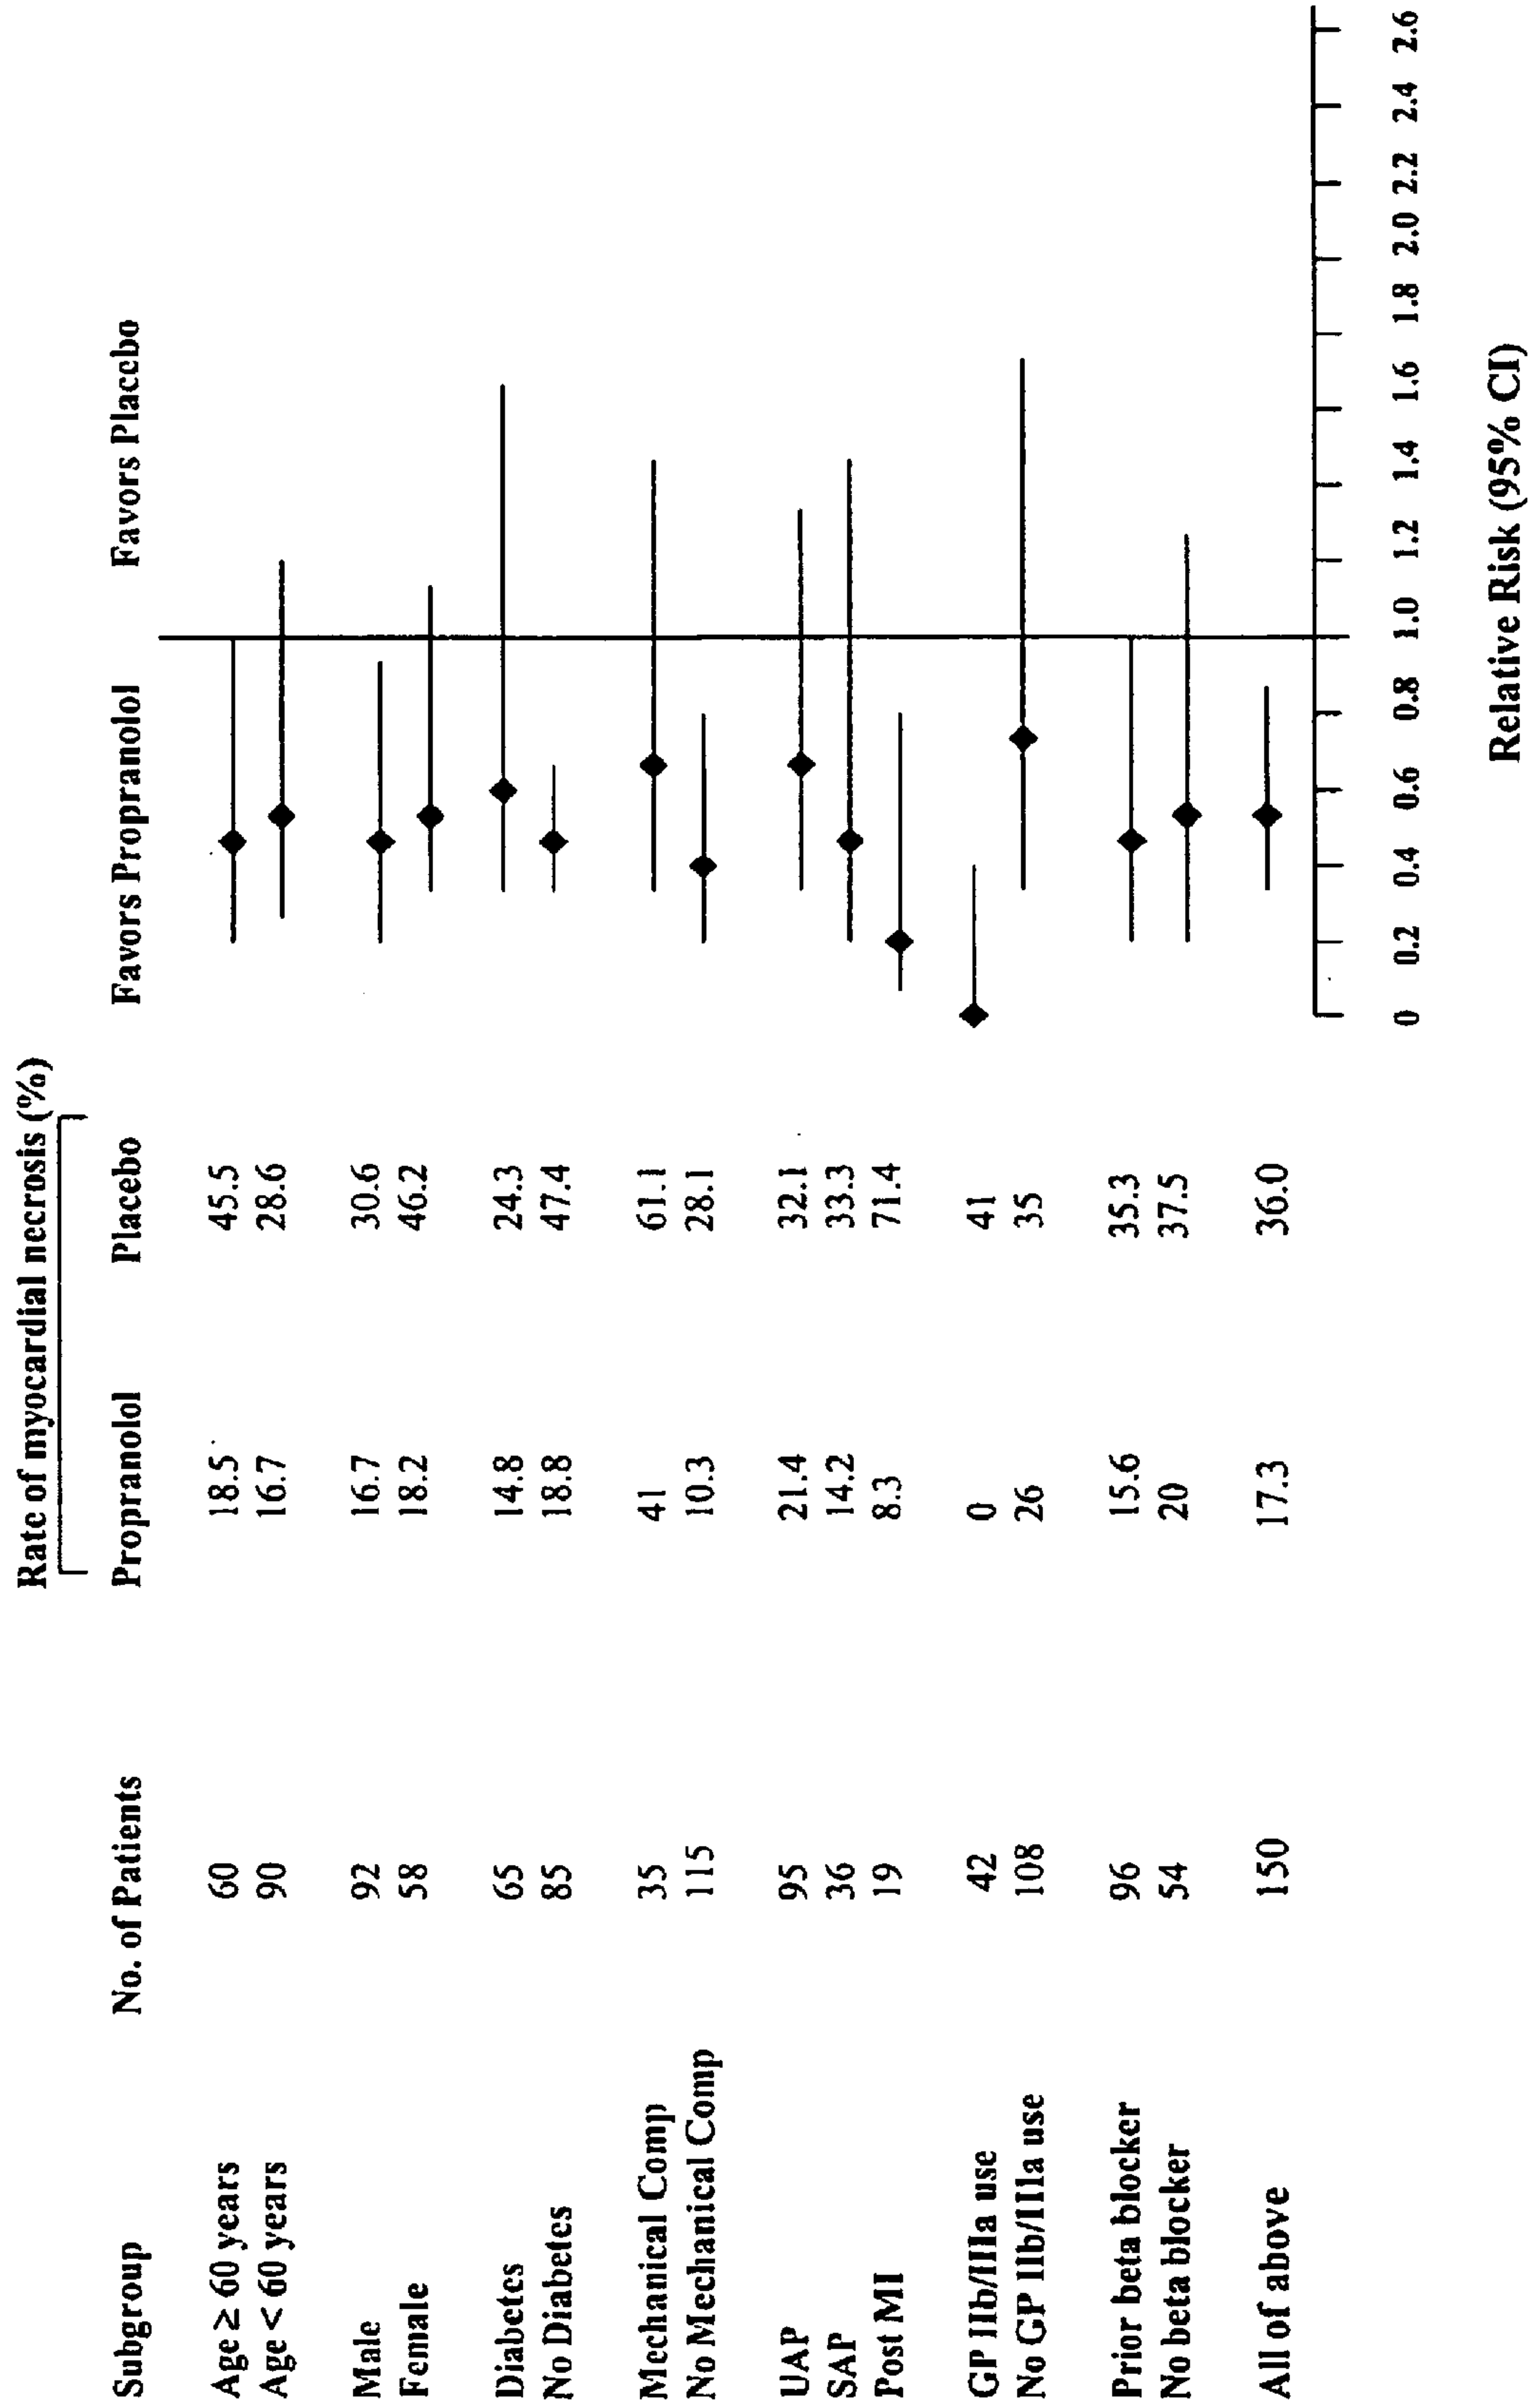 Rate of myocardial necrosis (%)
Subgroup No. of Patients Propranolol Placebo Favors Propranolol Favors Placebo
Age ≥ 60 years 60 18.5 45.5
Age < 60 years 90 16.7 28.6
Male 92 16.7 30.6
Female 58 18.2 46.2
Diabetes 65 14.8 24.3
No Diabetes 85 18.8 47.4
Mechanical Comp 35 41 61.1
No Mechanical Comp 115 10.3 28.1
UAP 95 21.4 32.1
SAP 36 14.2 33.3
Post MI 19 8.3 71.4
GP IIb/IIIa use 42 0 41
No GP IIb/IIIa use 108 26 35
Prior beta blocker 96 15.6 35.3
No beta blocker 54 20 37.5
All of above 150 17.3 36.0
0 0.2 0.4 0.6 0.8 1.0 1.2 1.4 1.6 1.8 2.0 2.2 2.4 2.6
Relative Risk (95% CI)